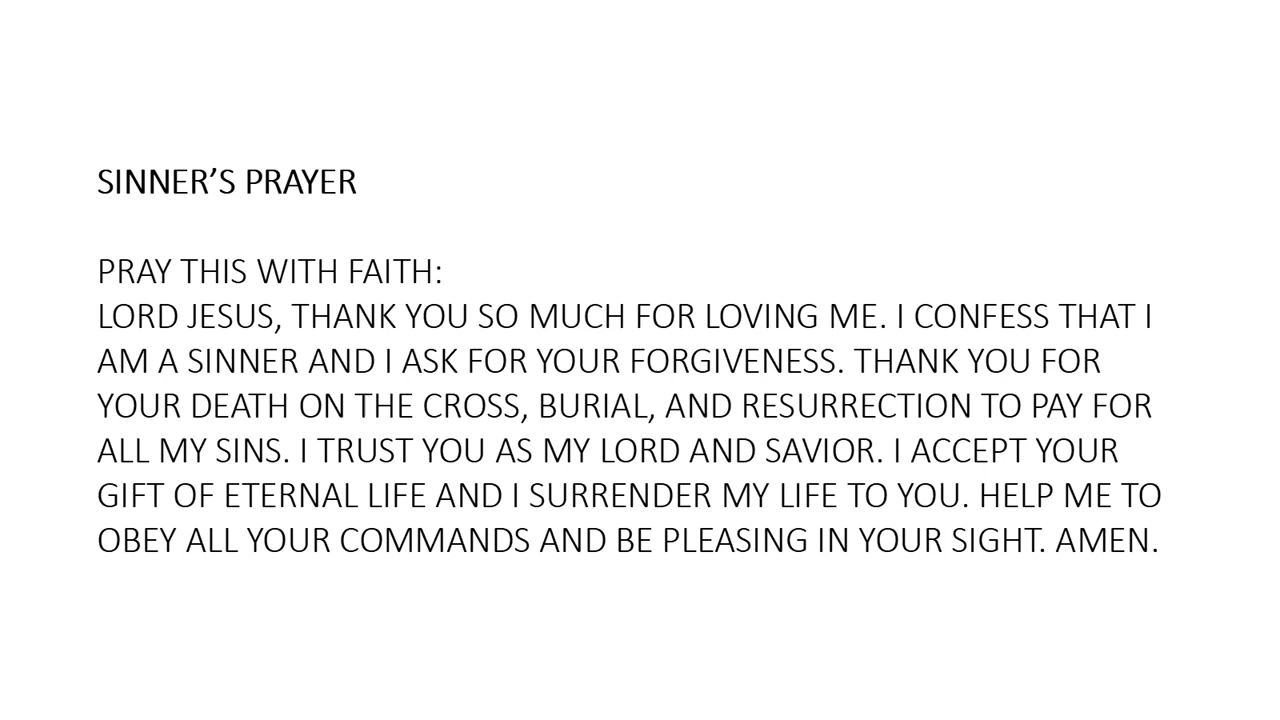 SINNER’S PRAYER
PRAY THIS WITH FAITH:
LORD JESUS, THANK YOU SO MUCH FOR LOVING ME. I CONFESS THAT I
AM A SINNER AND I ASK FOR YOUR FORGIVENESS. THANK YOU FOR
YOUR DEATH ON THE CROSS, BURIAL, AND RESURRECTION TO PAY FOR
ALL MY SINS. I TRUST YOU AS MY LORD AND SAVIOR. I ACCEPT YOUR
GIFT OF ETERNAL LIFE AND I SURRENDER MY LIFE TO YOU. HELP ME TO
OBEY ALL YOUR COMMANDS AND BE PLEASING IN YOUR SIGHT. AMEN.